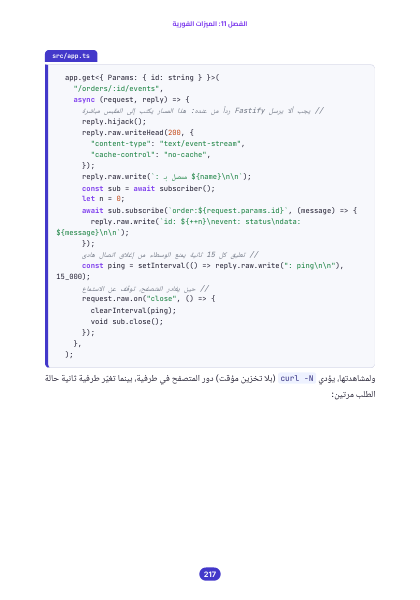 الفصل 11: الميزات الفورية
src/app.ts
app.get<{ Params: { id: string } }>(
"/orders/:id/events",
async (request, reply) => {
// يجب ألا يرسل Fastify رداً من عنده: هذا المسار يكتب إلى المقبس مباشرة
reply.hijack();
reply.raw.writeHead(200, {
"content-type": "text/event-stream",
"cache-control": "no-cache",
});
reply.raw.write(`: متصل بـ ${name}\n\n`);
const sub = await subscriber();
let n = 0;
await sub.subscribe(`order:${request.params.id}`, (message) => {
reply.raw.write(`id: ${++n}\nevent: status\ndata:
${message}\n\n`);
});
// تعليق كل 15 ثانية يمنع الوسطاء من إغلاق اتصال هادئ
const ping = setInterval(() => reply.raw.write(": ping\n\n"),
15_000);
// حين يغادر المتصفح، توقف عن الاستماع
request.raw.on("close", () => {
clearInterval(ping);
void sub.close();
});
},
);
ولمشاهدتها، يؤدي curl -N (بلا تخزين مؤقت) دور المتصفح في طرفية، بينما تغيّر طرفية ثانية حالة
الطلب مرتين:
217